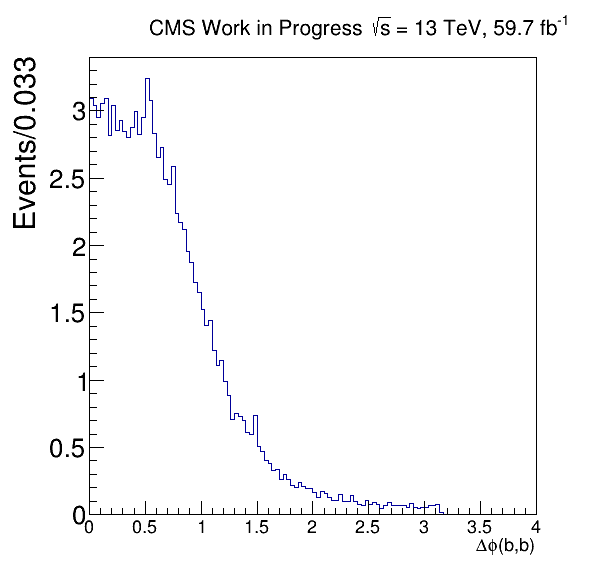 CMS Work in Progress √s = 13 TeV, 59.7 fb⁻¹
Events/0.033
3
2.5
2
1.5
1
0.5
0
0 0.5 1 1.5 2 2.5 3 3.5 4
Δϕ(b,b)